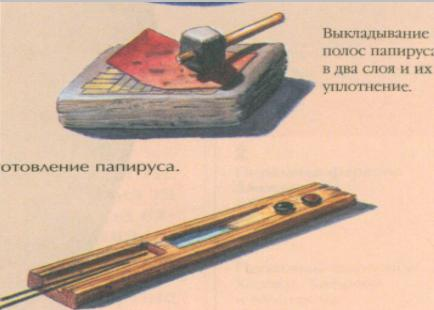 Выкладывание
полос папируса
в два слоя и их
уплотнение.
отовление папируса.